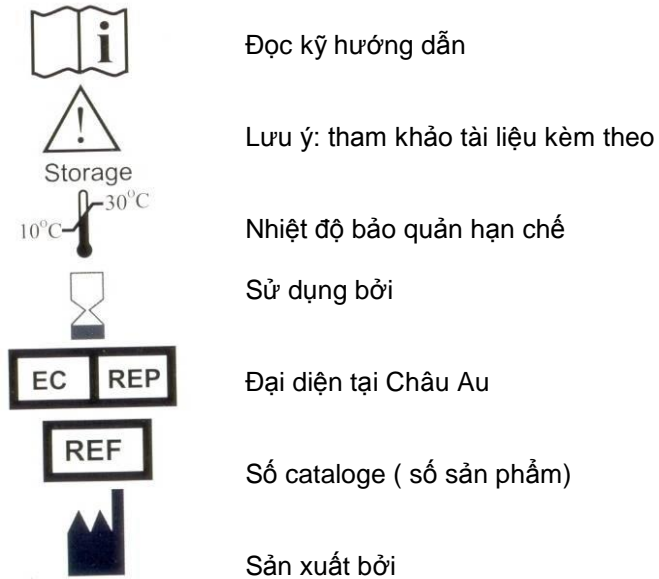 i
Đọc kỹ hướng dẫn
!
Lưu ý: tham khảo tài liệu kèm theo
Storage
30°C
10°C
Nhiệt độ bảo quản hạn chế
Sử dụng bởi
EC REP
Đại diện tại Châu Au
REF
Số cataloge ( số sản phẩm)
Sản xuất bởi